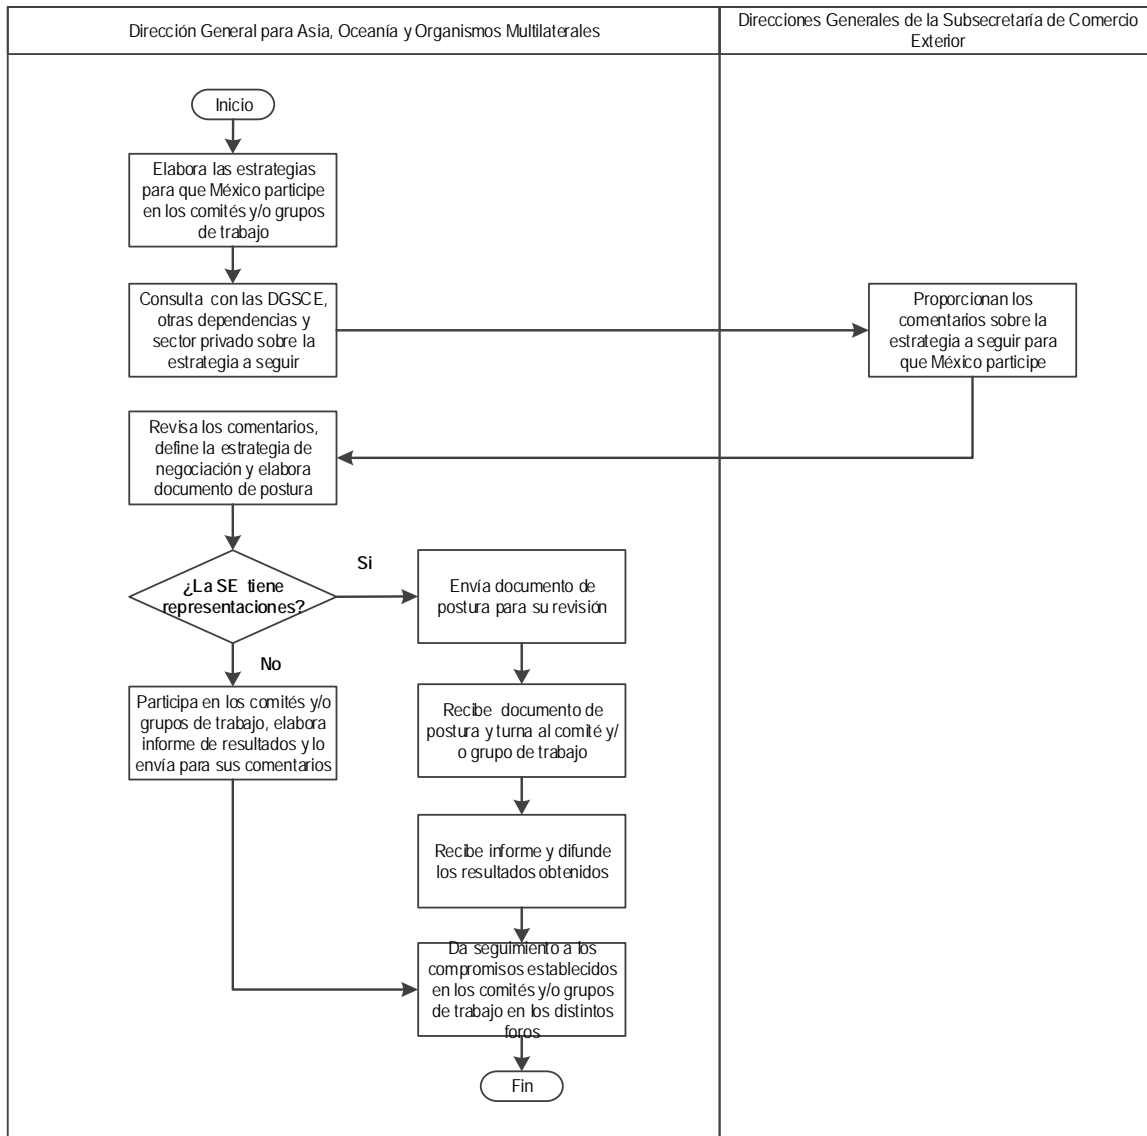 Dirección General para Asia, Oceanía y Organismos Multilaterales
Direcciones Generales de la Subsecretaría de Comercio
Exterior
Inicio
Elabora las estrategias
para que México participe
en los comités y/o grupos
de trabajo
Consulta con las DGSCE,
otras dependencias y
sector privado sobre la
estrategia a seguir
Proporcionan los
comentarios sobre la
estrategia a seguir para
que México participe
Revisa los comentarios,
define la estrategia de
negociación y elabora
documento de postura
¿La SE tiene
representaciones?
Si
Envía documento de
postura para su revisión
No
Participa en los comités y/o
grupos de trabajo, elabora
informe de resultados y lo
envía para sus comentarios
Recibe documento de
postura y turna al comité y/
o grupo de trabajo
Recibe informe y difunde
los resultados obtenidos
Da seguimiento a los
compromisos establecidos
en los comités y/o grupos
de trabajo en los distintos
foros
Fin